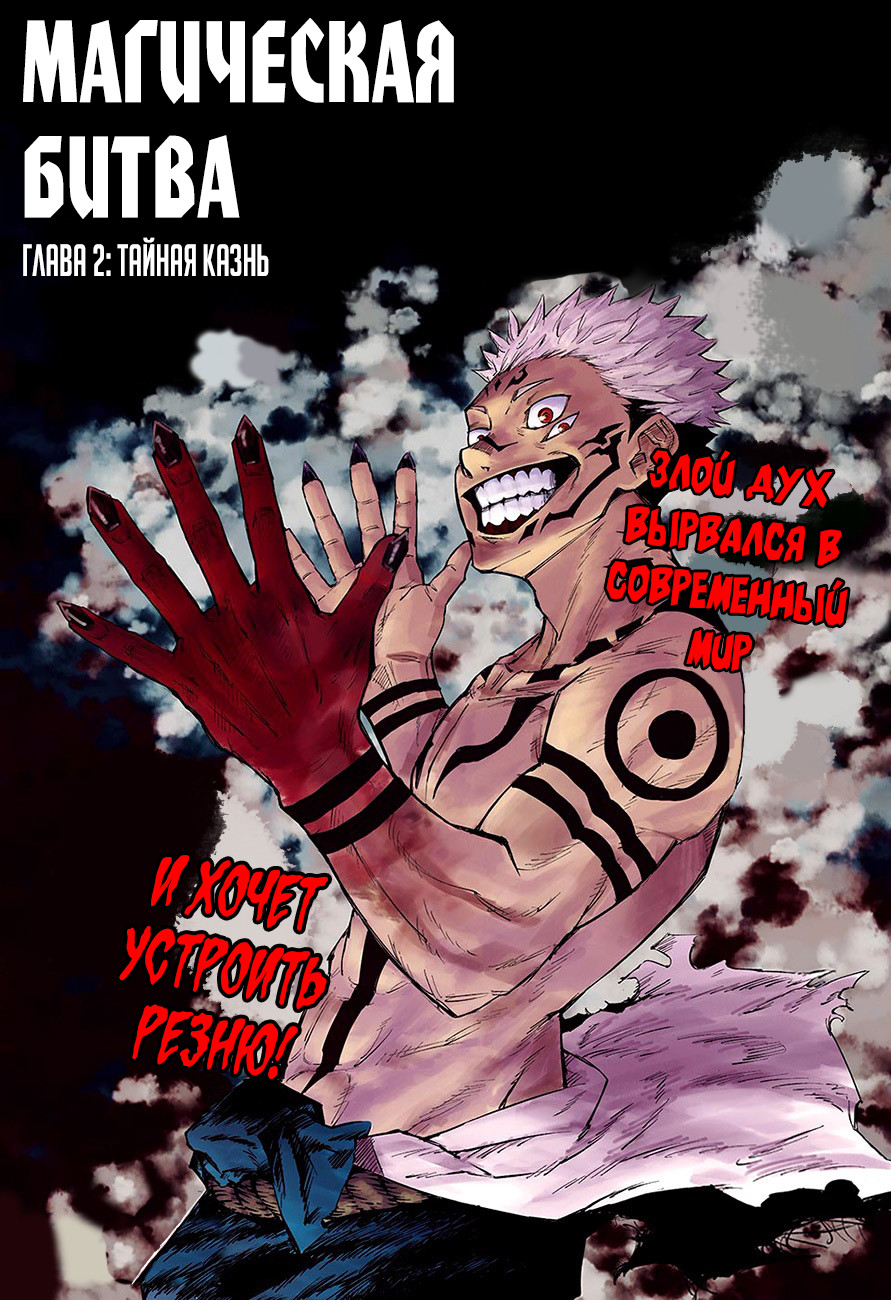 МАГИЧЕСКАЯ
БИТВА
ГЛАВА 2: ТАЙНАЯ КАЗНЬ
ЗЛОЙ ДУХ
ВЫРВАЛСЯ В
СОВРЕМЕННЫЙ
МИР
И ХОЧЕТ
УСТРОИТЬ
РЕЗНЮ!